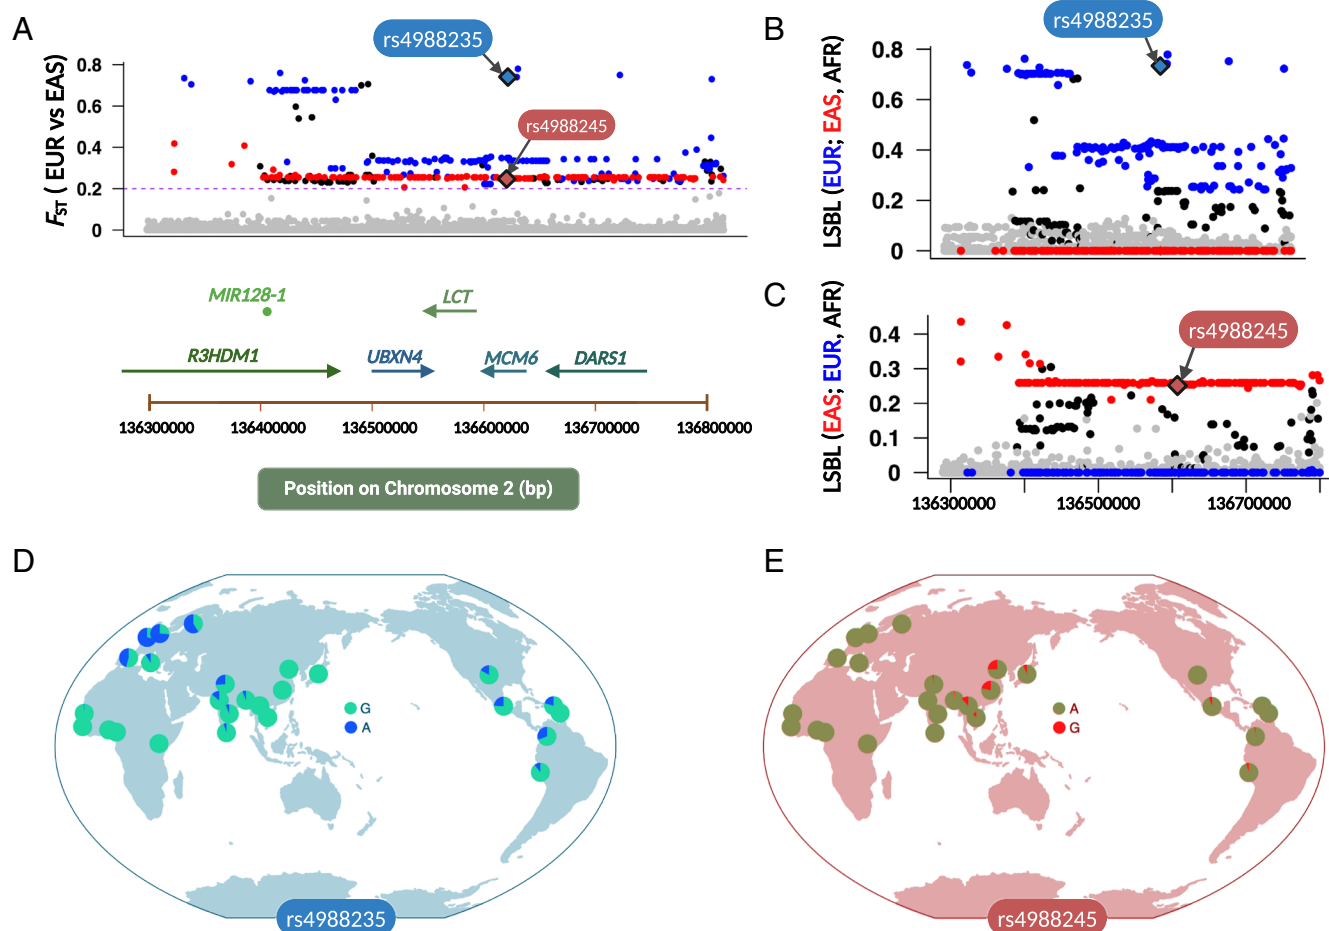 A
rs4988235
FST ( EUR vs EAS)
0.8
0.6
0.4
0.2
0
rs4988245
MIR128-1
LCT
R3HDM1
UBXN4
MCM6
DARS1
136300000
136400000
136500000
136600000
136700000
136800000
Position on Chromosome 2 (bp)
B
rs4988235
LSBL (EUR; EAS, AFR)
0.8
0.6
0.4
0.2
0
C
rs4988245
LSBL (EAS; EUR, AFR)
0.4
0.3
0.2
0.1
0
136300000
136500000
136700000
D
G
A
rs4988235
E
A
G
rs4988245